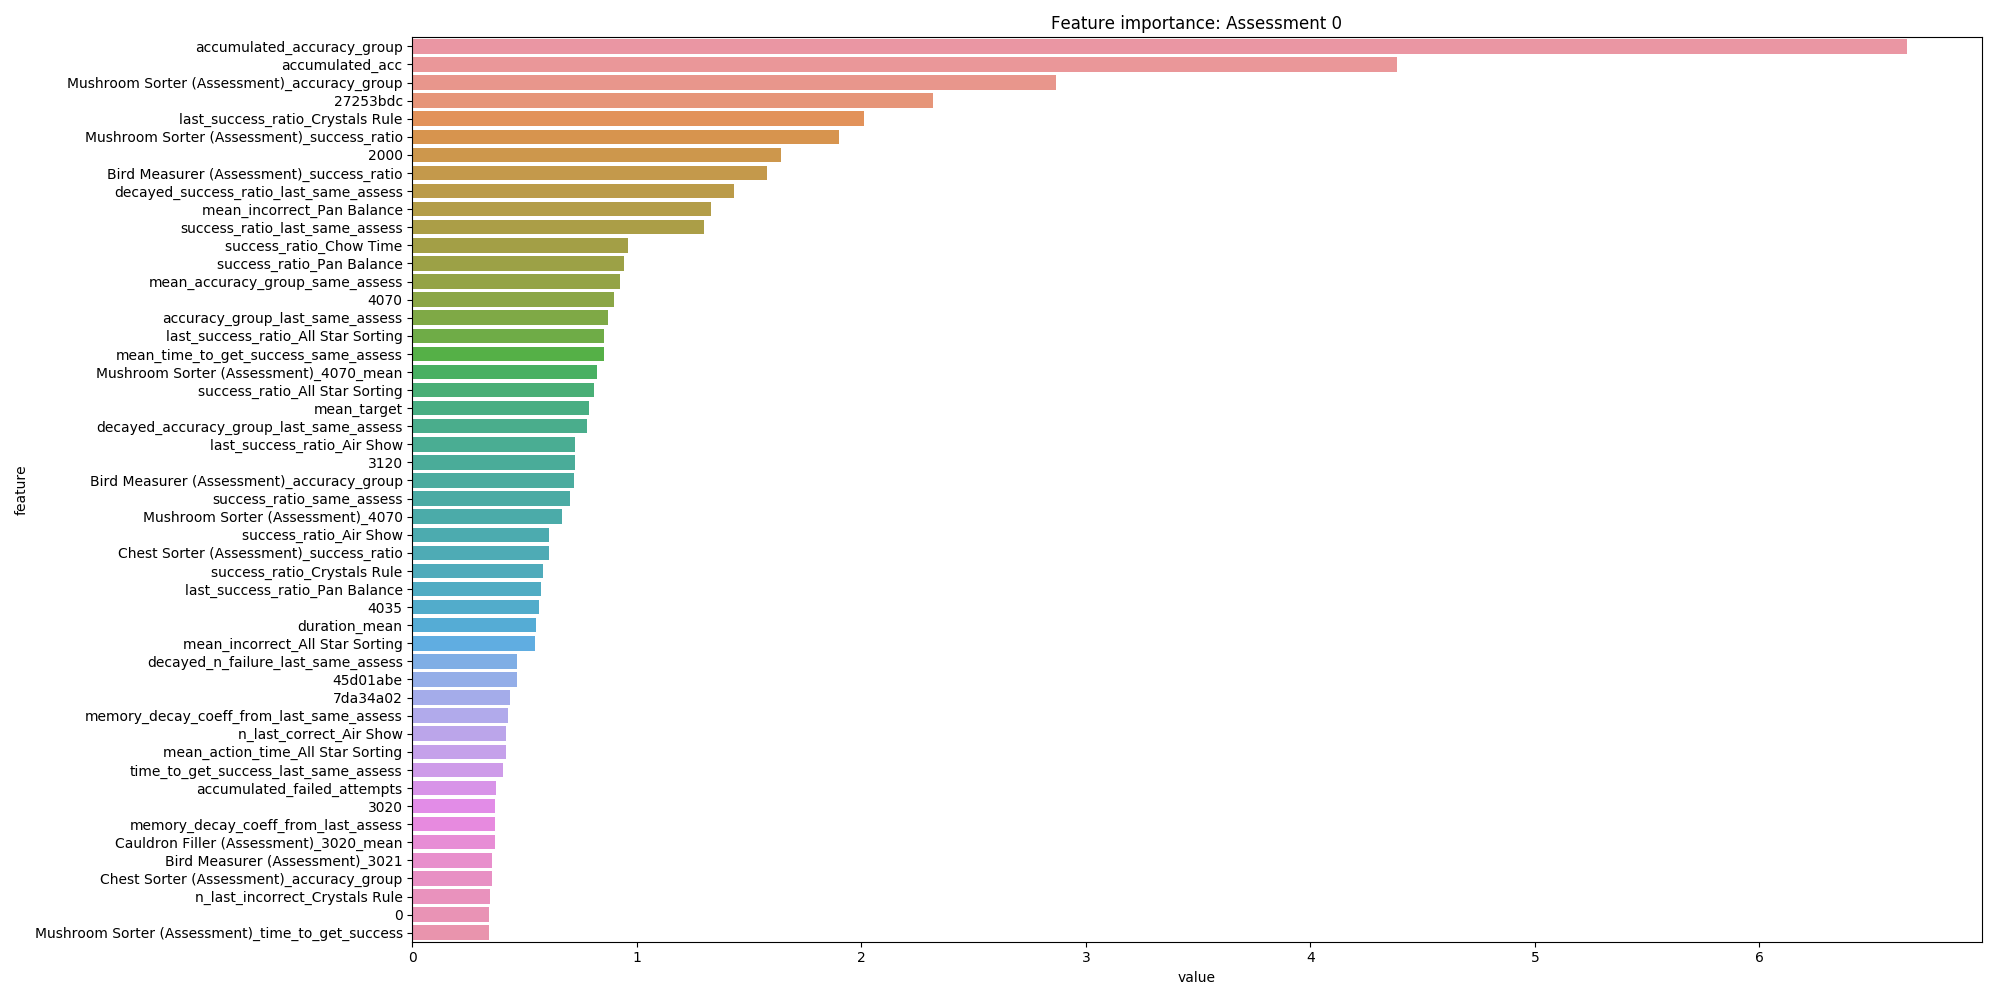 Feature importance: Assessment 0
accumulated_accuracy_group
accumulated_acc
Mushroom Sorter (Assessment)_accuracy_group
27253bdc
last_success_ratio_Crystals Rule
Mushroom Sorter (Assessment)_success_ratio
2000
Bird Measurer (Assessment)_success_ratio
decayed_success_ratio_last_same_assess
mean_incorrect_Pan Balance
success_ratio_last_same_assess
success_ratio_Chow Time
success_ratio_Pan Balance
mean_accuracy_group_same_assess
4070
accuracy_group_last_same_assess
last_success_ratio_All Star Sorting
mean_time_to_get_success_same_assess
Mushroom Sorter (Assessment)_4070_mean
success_ratio_All Star Sorting
mean_target
decayed_accuracy_group_last_same_assess
last_success_ratio_Air Show
3120
Bird Measurer (Assessment)_accuracy_group
success_ratio_same_assess
Mushroom Sorter (Assessment)_4070
success_ratio_Air Show
Chest Sorter (Assessment)_success_ratio
success_ratio_Crystals Rule
last_success_ratio_Pan Balance
4035
duration_mean
mean_incorrect_All Star Sorting
decayed_n_failure_last_same_assess
45d01abe
7da34a02
memory_decay_coeff_from_last_same_assess
n_last_correct_Air Show
mean_action_time_All Star Sorting
time_to_get_success_last_same_assess
accumulated_failed_attempts
3020
memory_decay_coeff_from_last_assess
Cauldron Filler (Assessment)_3020_mean
Bird Measurer (Assessment)_3021
Chest Sorter (Assessment)_accuracy_group
n_last_incorrect_Crystals Rule
0
Mushroom Sorter (Assessment)_time_to_get_success
feature
0 1 2 3 4 5 6
value